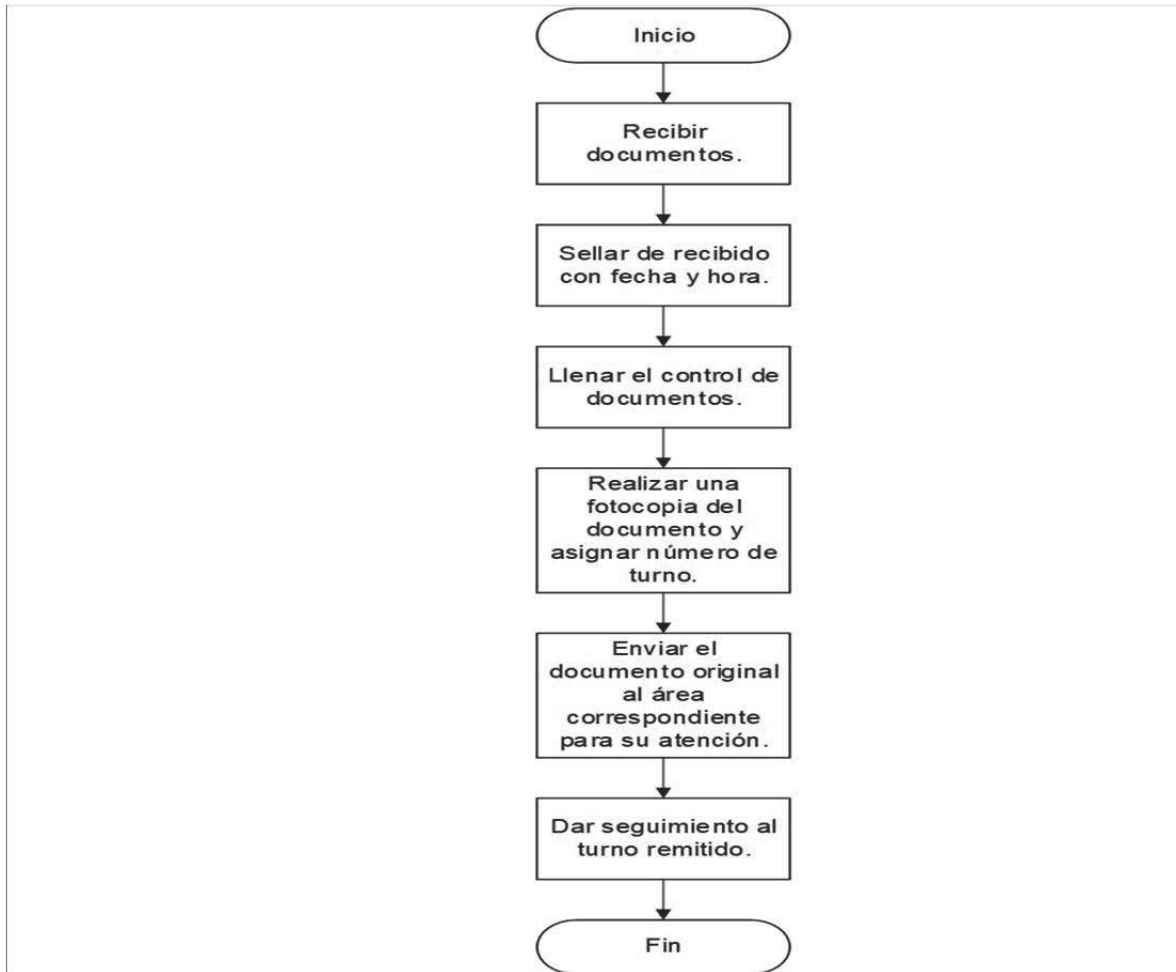 Inicio
Recibir
documentos.
Sellar de recibido
con fecha y hora.
Llenar el control de
documentos.
Realizar una
fotocopia del
documento y
asignar número de
turno.
Enviar el
documento original
al área
correspondiente
para su atención.
Dar seguimiento al
turno remitido.
Fin